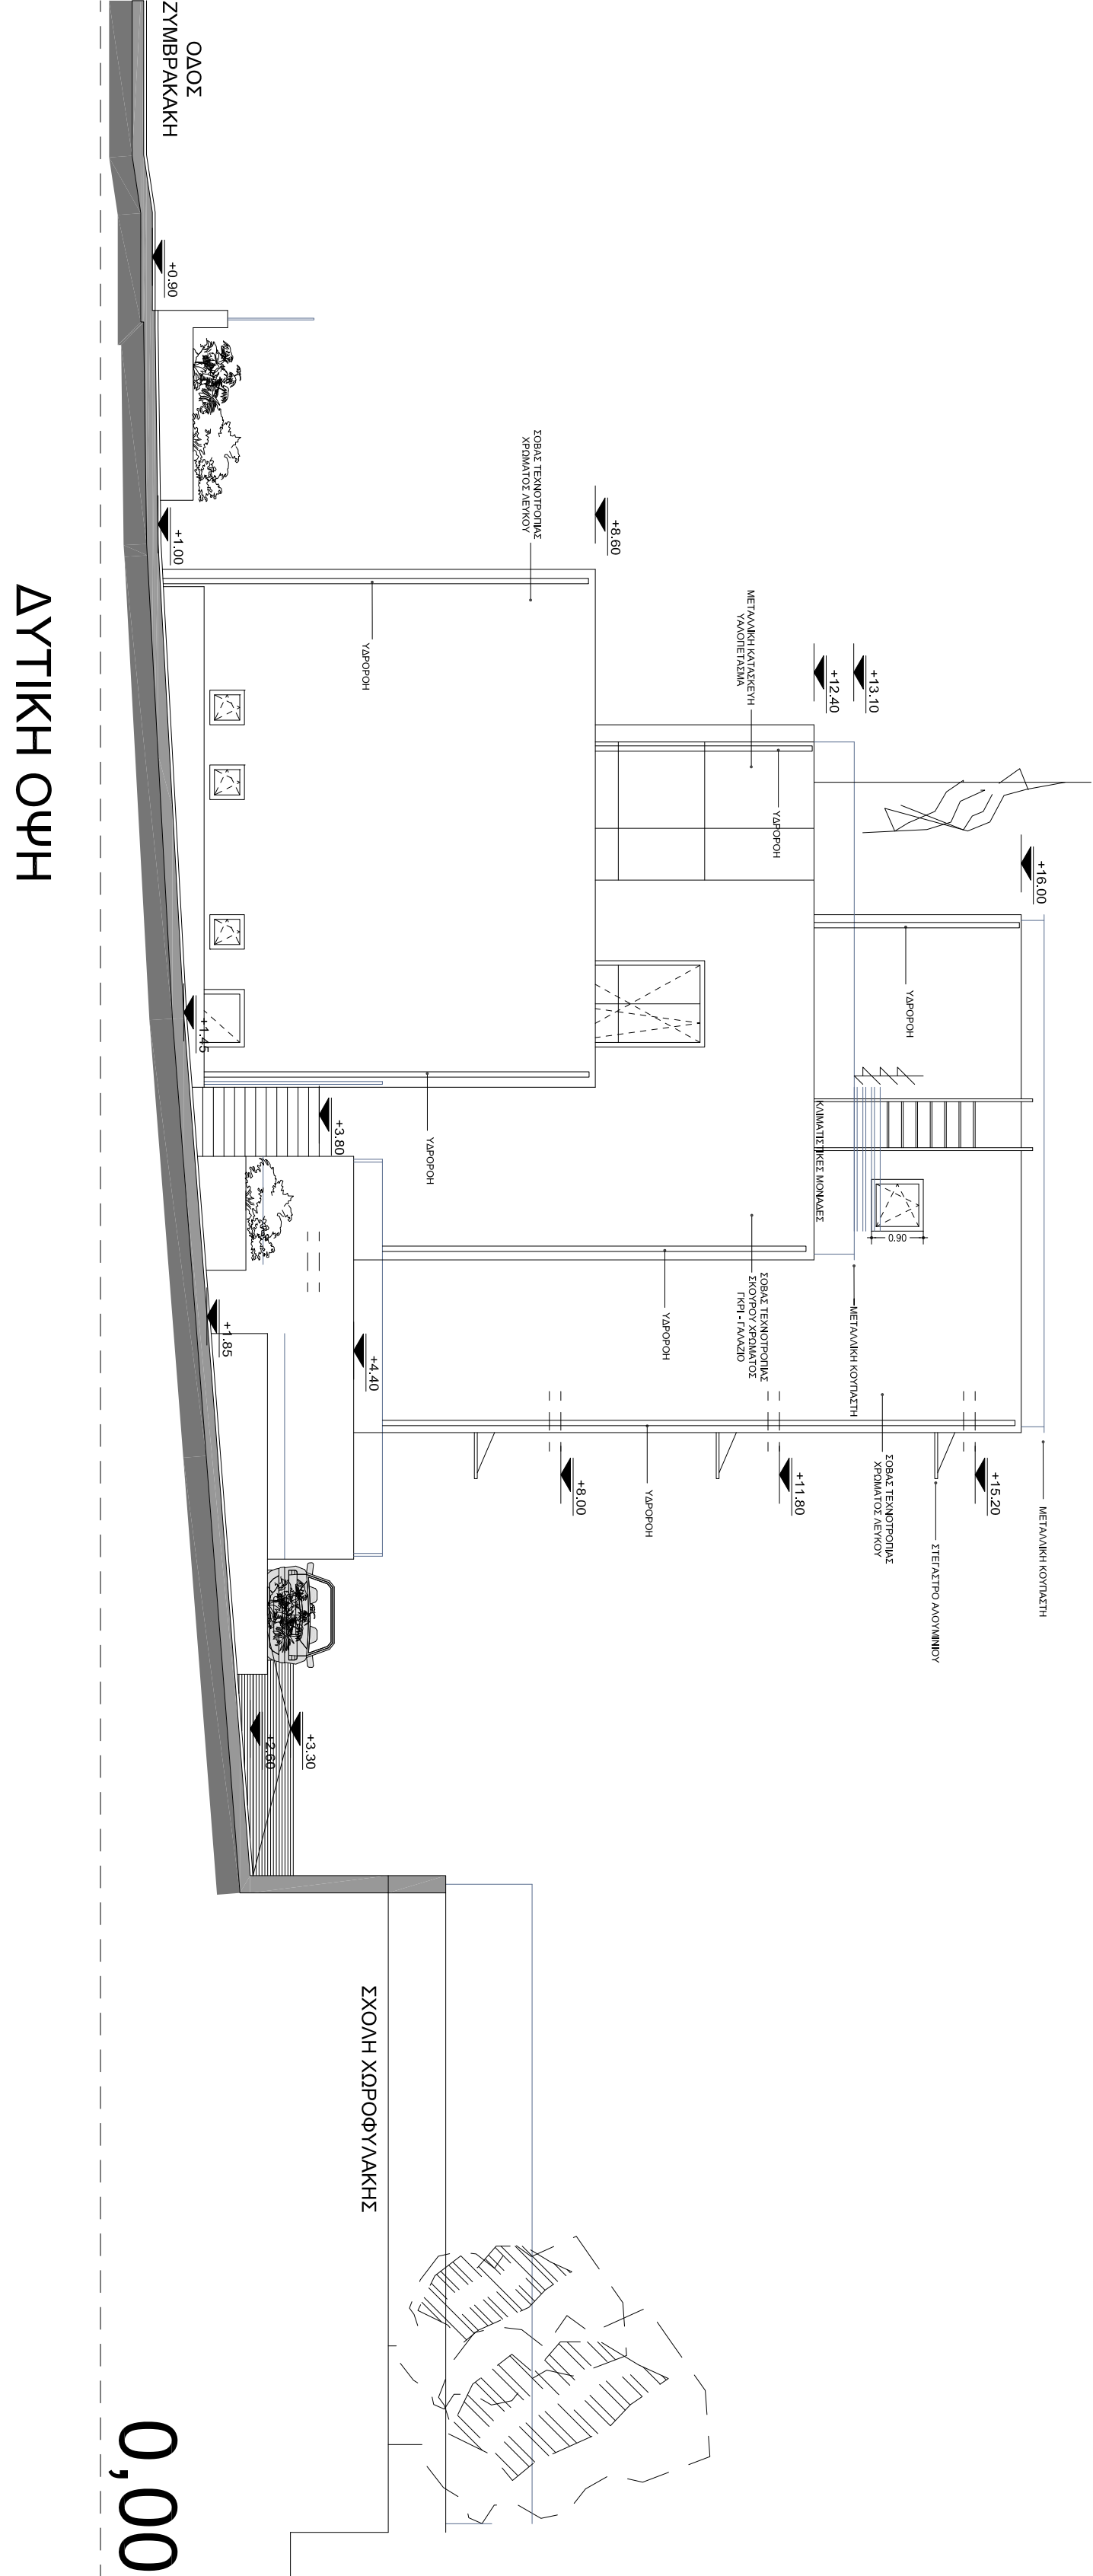 ΟΔΟΣ
ΖΥΜΒΡΑΚΑΚΗ
+0.90
+1.00
ΣΟΒΑΣ ΤΕΧΝΟΤΡΟΠΙΑΣ
ΧΡΩΜΑΤΟΣ ΛΕΥΚΟΥ
+8.60
ΥΔΡΟΡΟΗ
ΜΕΤΑΛΛΙΚΗ ΚΑΤΑΣΚΕΥΗ
ΥΑΛΟΠΕΤΑΣΜΑ
+13.10
+12.40
ΥΔΡΟΡΟΗ
+16.00
ΥΔΡΟΡΟΗ
+1.45
+3.80
ΥΔΡΟΡΟΗ
ΚΛΙΜΑΤΙΣΤΙΚΕΣ ΜΟΝΑΔΕΣ
0.90
+1.85
+4.40
ΥΔΡΟΡΟΗ
ΣΟΒΑΣ ΤΕΧΝΟΤΡΟΠΙΑΣ
ΣΚΟΥΡΟΥ ΧΡΩΜΑΤΟΣ
ΓΚΡΙ - ΓΑΛΑΖΙΟ
ΜΕΤΑΛΛΙΚΗ ΚΟΥΠΑΣΤΗ
ΣΟΒΑΣ ΤΕΧΝΟΤΡΟΠΙΑΣ
ΧΡΩΜΑΤΟΣ ΛΕΥΚΟΥ
+8.00
+11.80
+15.20
ΥΔΡΟΡΟΗ
ΜΕΤΑΛΛΙΚΗ ΚΟΥΠΑΣΤΗ
ΣΤΕΓΑΣΤΡΟ ΑΛΟΥΜΙΝΙΟΥ
+3.30
+2.60
ΣΧΟΛΗ ΧΩΡΟΦΥΛΑΚΗΣ
0,00
ΔΥΤΙΚΗ ΟΨΗ